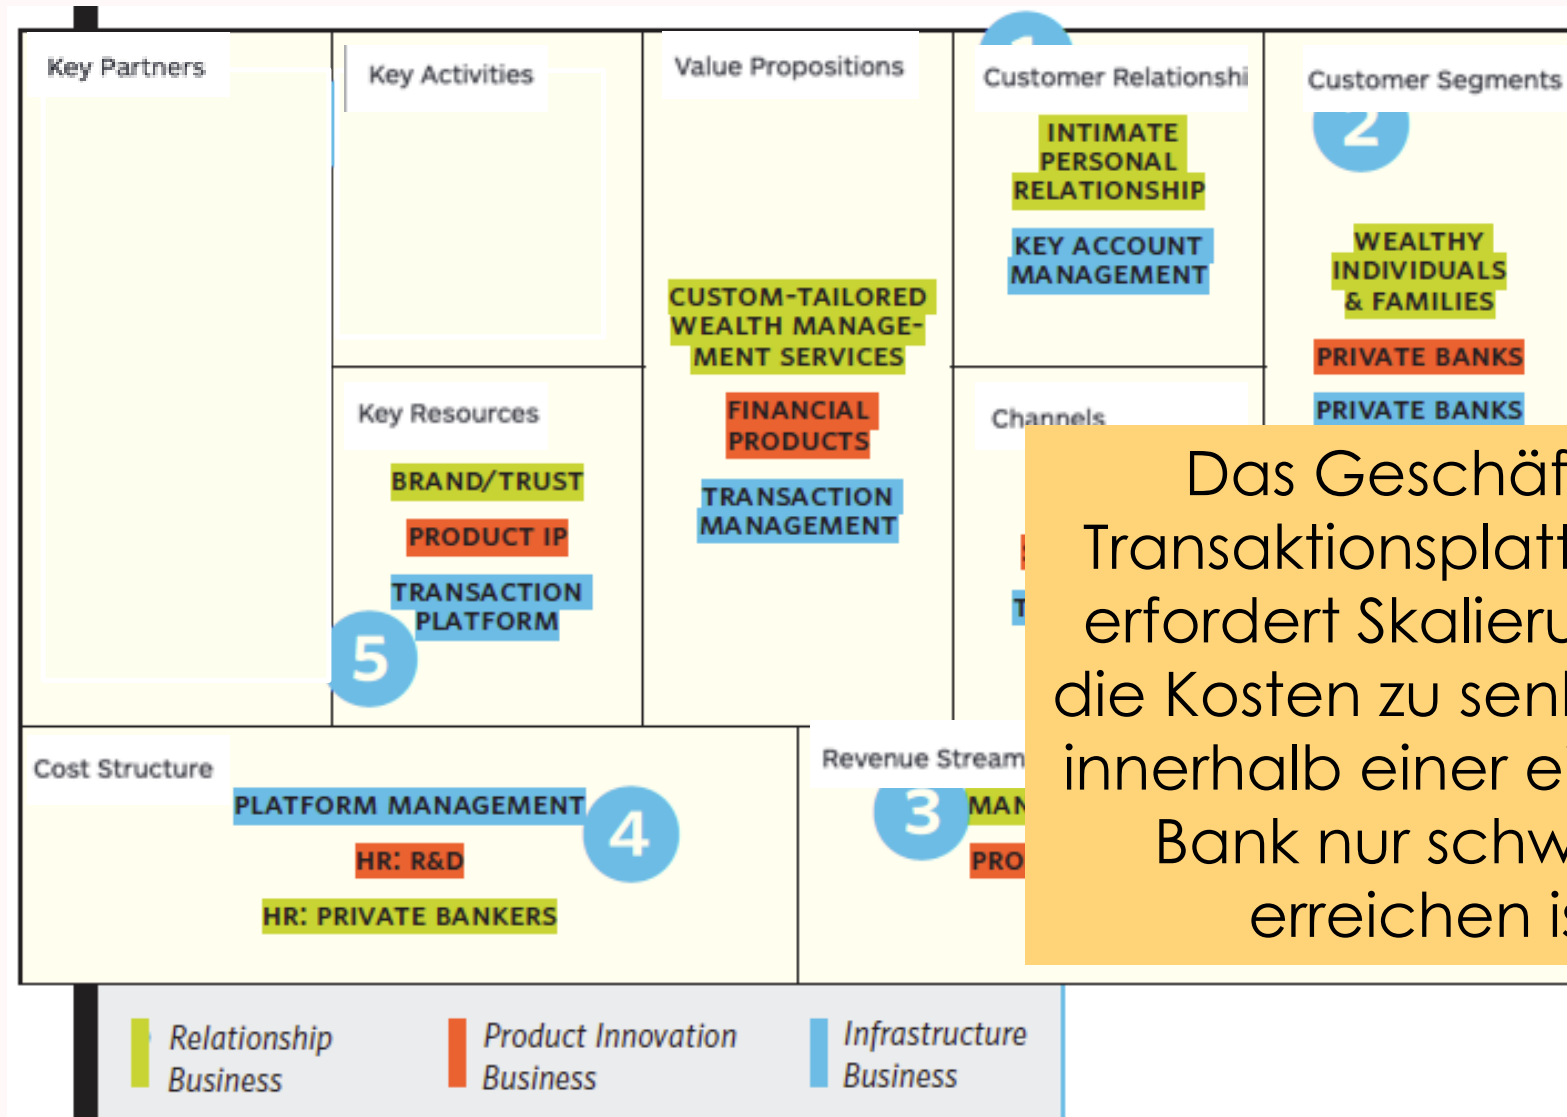 Key Partners
Key Activities
Value Propositions
CUSTOM-TAILORED
WEALTH MANAGE-
MENT SERVICES
FINANCIAL
PRODUCTS
TRANSACTION
MANAGEMENT
Customer Relationshi
INTIMATE
PERSONAL
RELATIONSHIP
KEY ACCOUNT
MANAGEMENT
Customer Segments
2
WEALTHY
INDIVIDUALS
& FAMILIES
PRIVATE BANKS
PRIVATE BANKS
Key Resources
BRAND/TRUST
PRODUCT IP
TRANSACTION
PLATFORM
5
Channels
Das Geschäf
Transaktionsplatt
erfordert Skalieru
die Kosten zu senk
innerhalb einer e
Bank nur schw
erreichen is
Cost Structure
PLATFORM MANAGEMENT
4
HR: R&D
HR: PRIVATE BANKERS
Revenue Stream
3
MAN
PRO
Relationship
Business
Product Innovation
Business
Infrastructure
Business